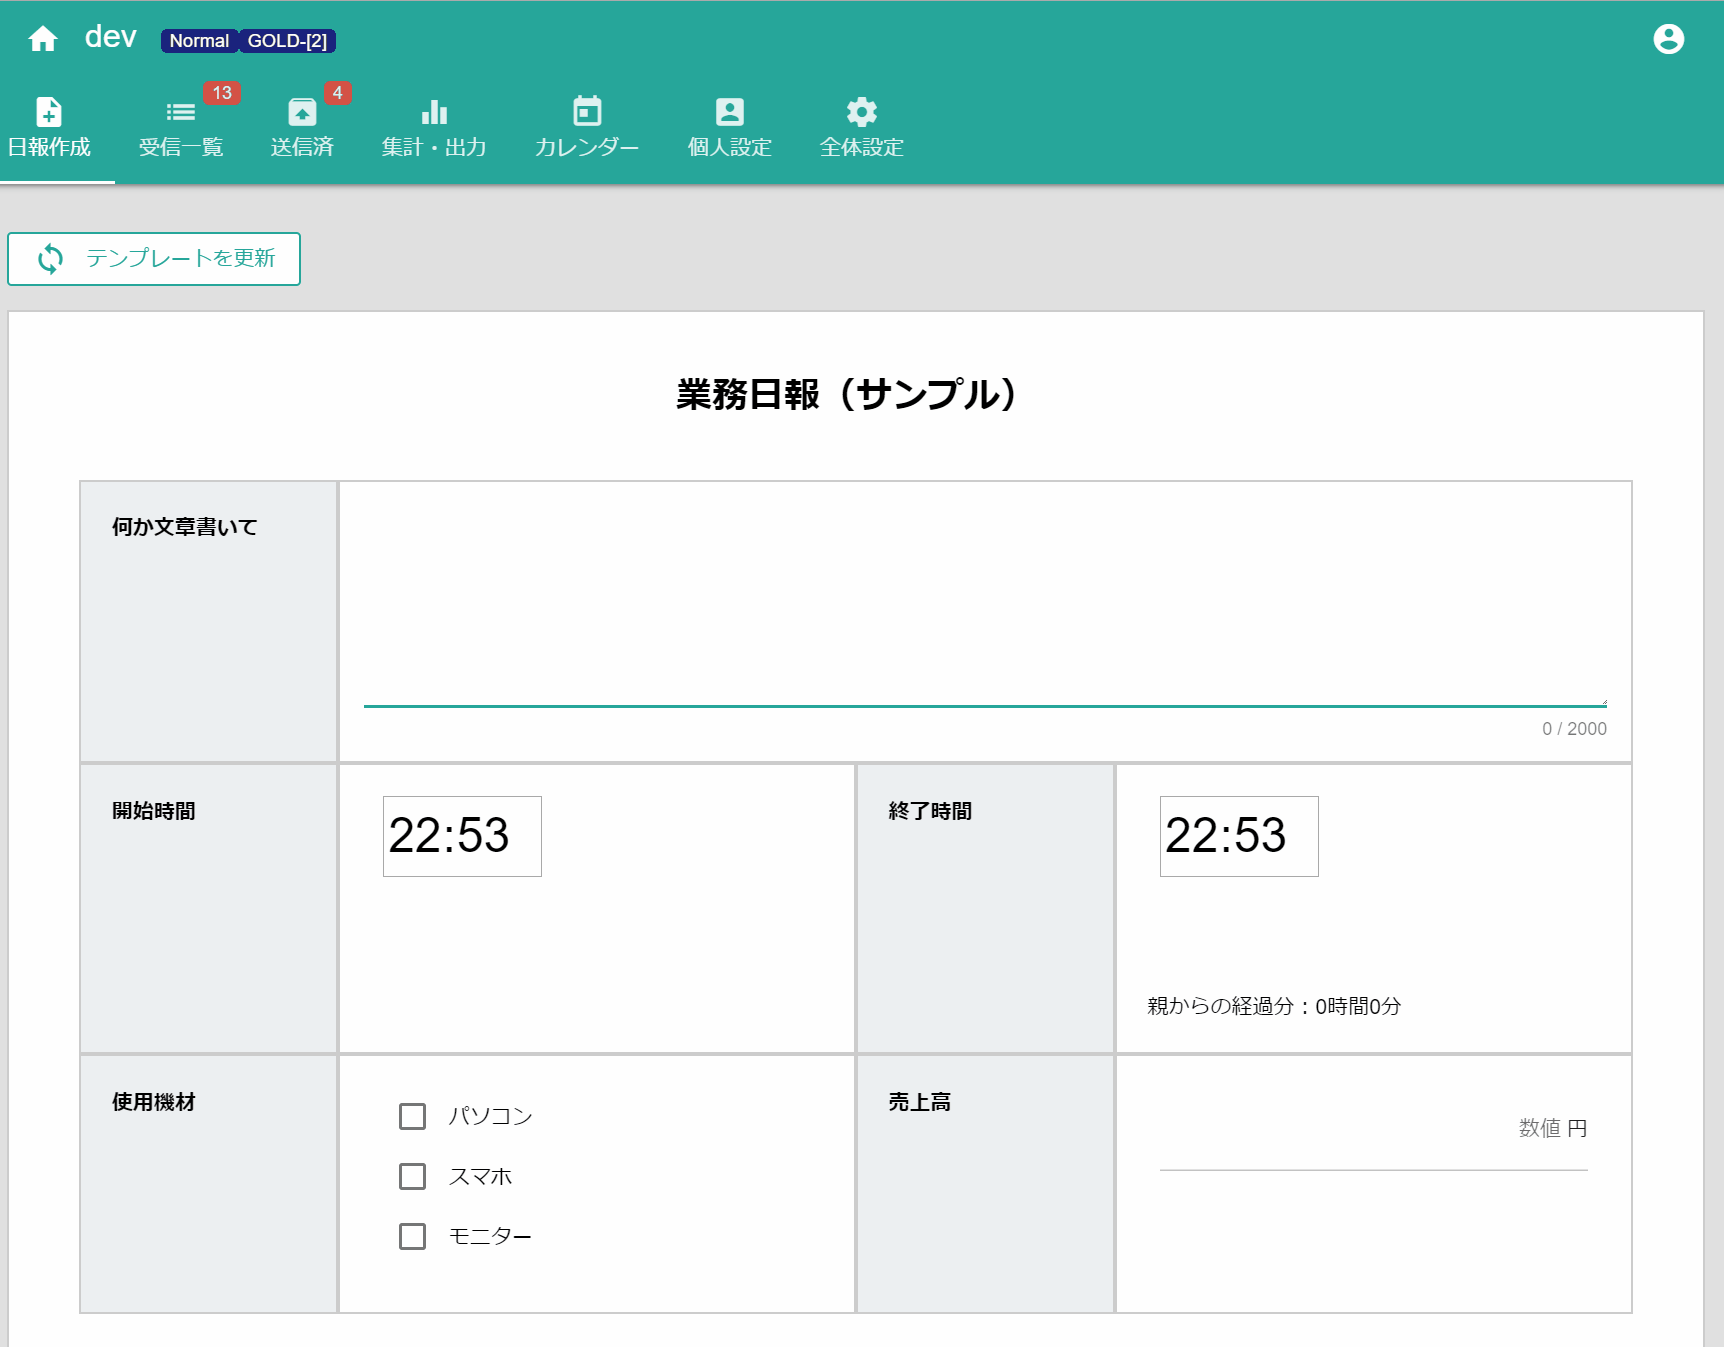 dev Normal GOLD-[2]
13 4
日報作成 受信一覧 送信済 集計・出力 カレンダー 個人設定 全体設定
テンプレートを更新
業務日報（サンプル）
何か文章書いて
0 / 2000
開始時間 22:53 終了時間 22:53
親からの経過分：0時間0分
使用機材 パソコン 売上高
数値 円
スマホ
モニター